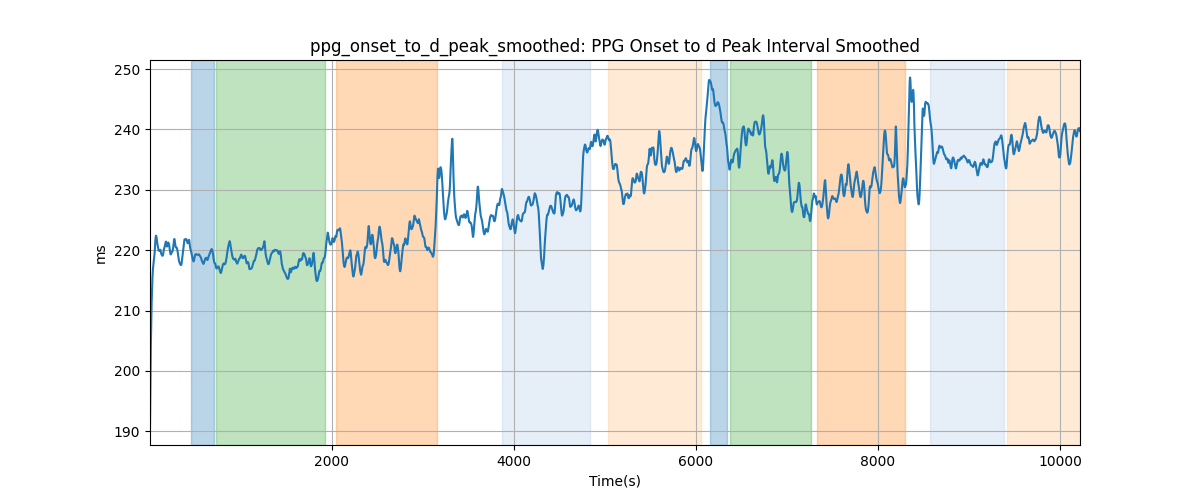 ppg_onset_to_d_peak_smoothed: PPG Onset to d Peak Interval Smoothed
250
240
230
220
210
200
190
ms
2000 4000 6000 8000 10000
Time(s)